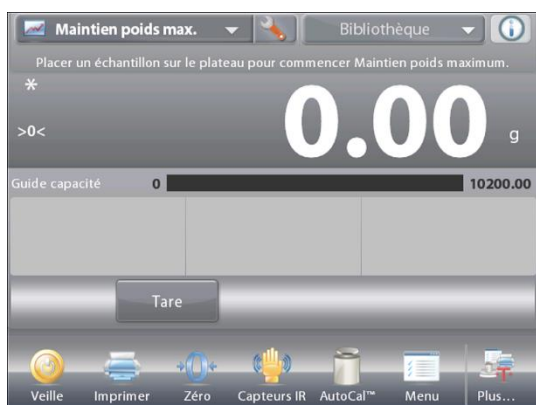 Maintien poids max. Bibliothèque
Placer un échantillon sur le plateau pour commencer Maintien poids maximum.
*
>0< 0.00 g
Guide capacité 0 10200.00
Tare
Veille Imprimer Zéro Capteurs IR AutoCal™ Menu Plus...